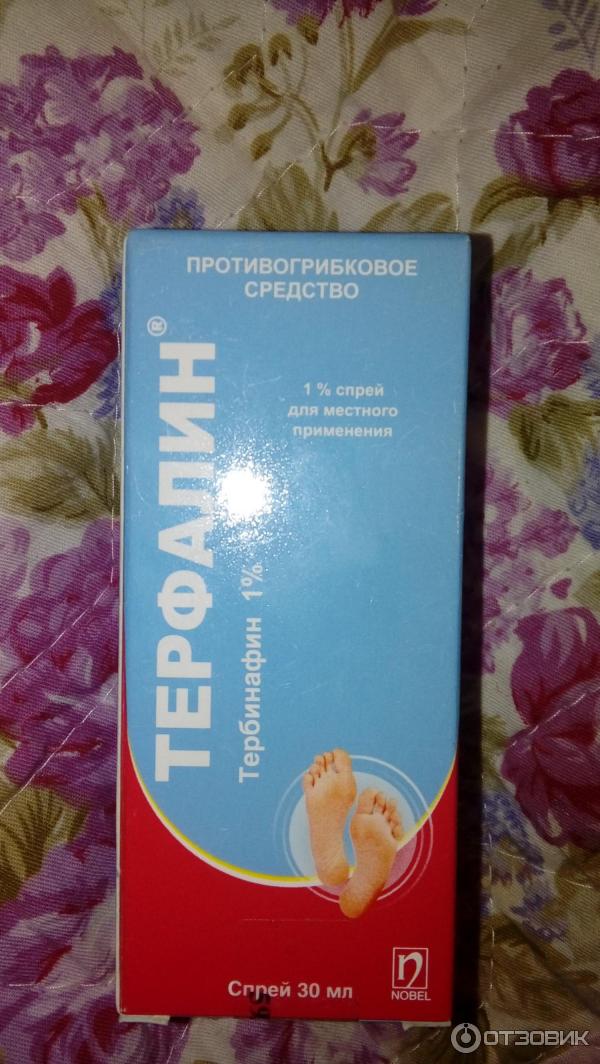 ПРОТИВОГРИБКОВОЕ
СРЕДСТВО
ТЕРФАЛИН®
Тербинафин 1%
1 % спрей
для местного
применения
Спрей 30 мл
n
NOBEL
ОТЗОВИК